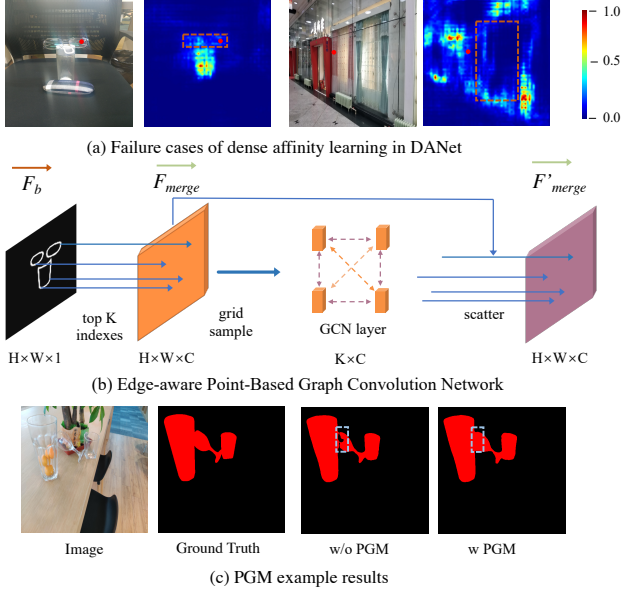 1.0
0.5
0.0
(a) Failure cases of dense affinity learning in DANet
F_b
F_merge
F'_merge
top K
indexes
grid
sample
GCN layer
scatter
H×W×1
H×W×C
K×C
H×W×C
(b) Edge-aware Point-Based Graph Convolution Network
Image
Ground Truth
w/o PGM
w PGM
(c) PGM example results